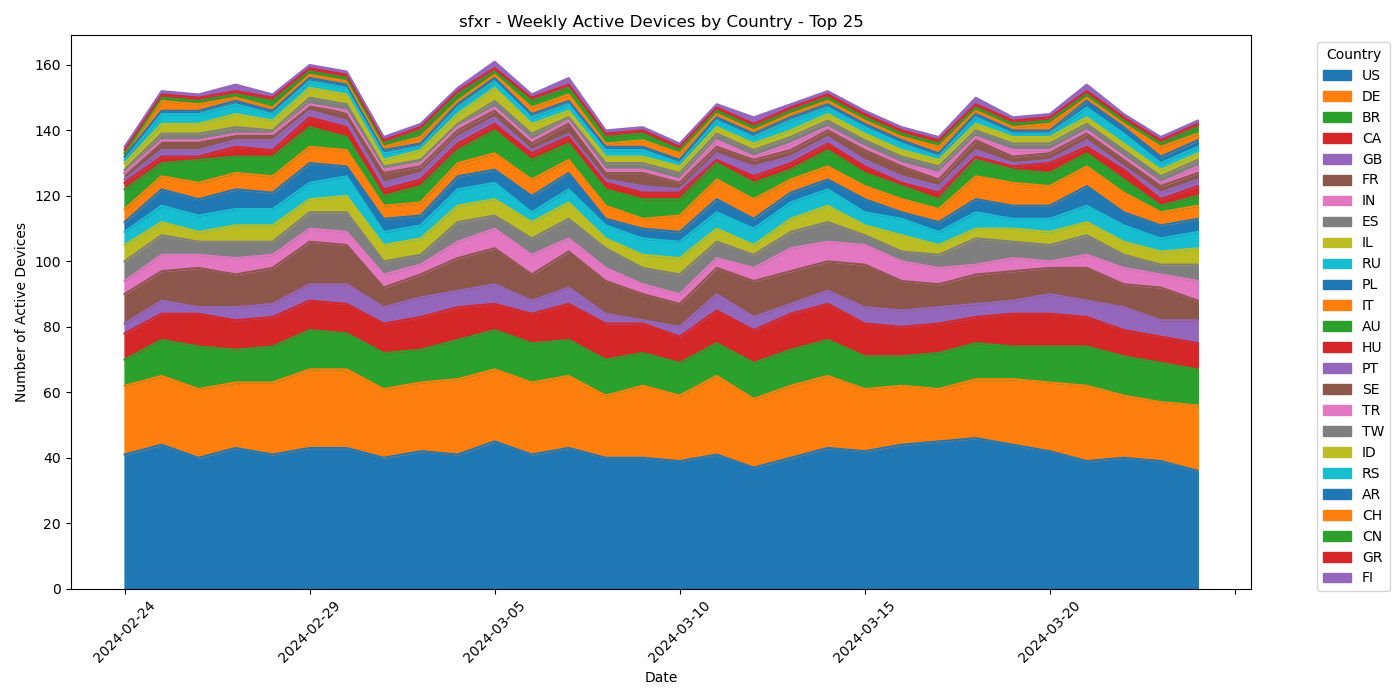 sfxr - Weekly Active Devices by Country - Top 25
Number of Active Devices
160
140
120
100
80
60
40
20
0
2024-02-24
2024-02-29
2024-03-05
2024-03-10
2024-03-15
2024-03-20
Date
Country
US
DE
BR
CA
GB
FR
IN
ES
IL
RU
PL
IT
AU
HU
PT
SE
TR
TW
ID
RS
AR
CH
CN
GR
FI